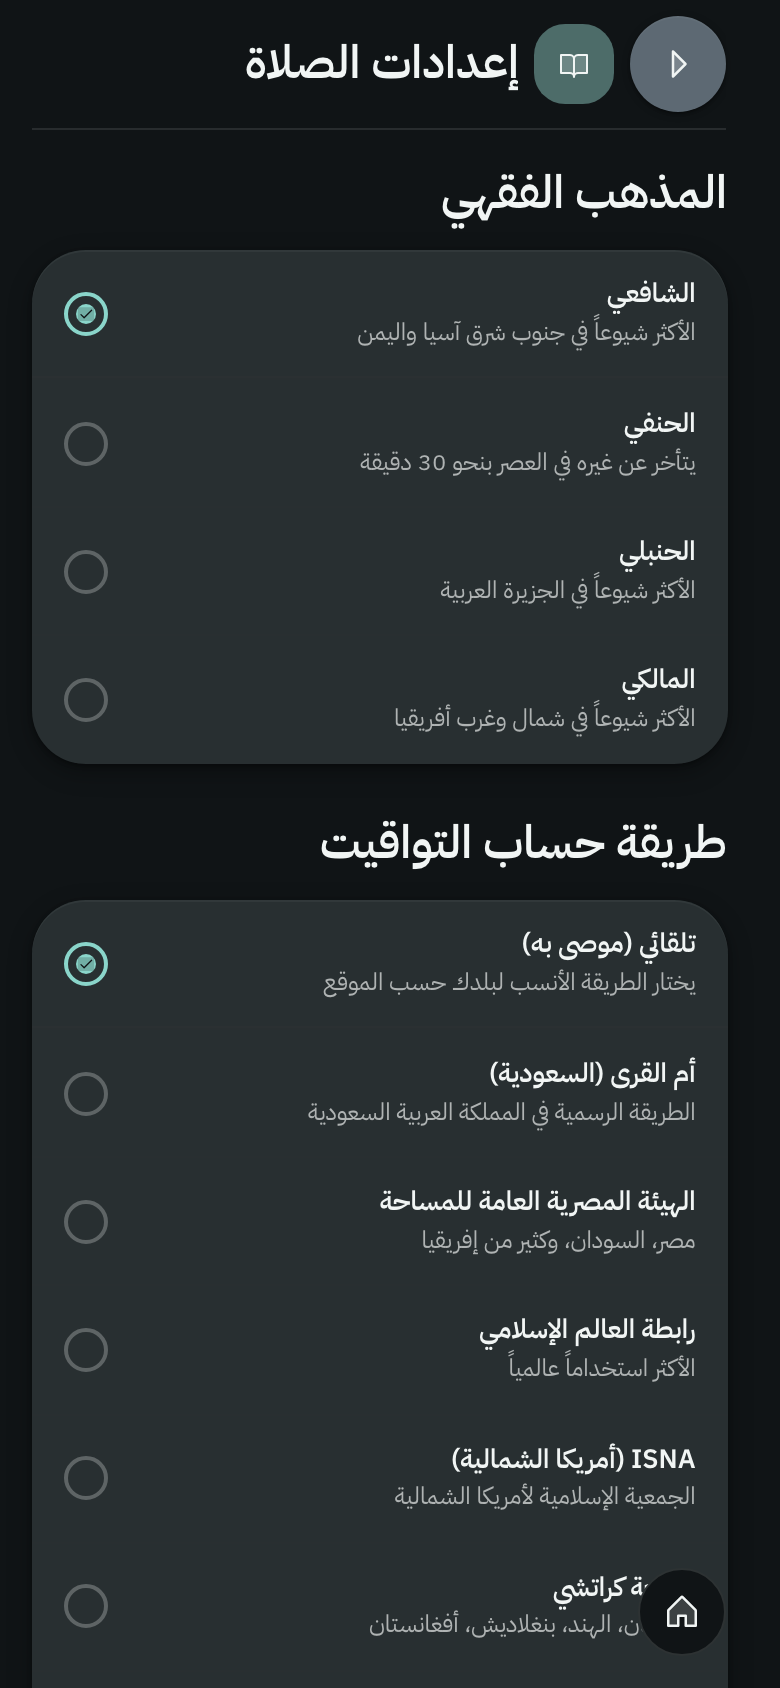 إعدادات الصلاة
المذهب الفقهي
الشافعي
الأكثر شيوعاً في جنوب شرق آسيا واليمن
الحنفي
يتأخر عن غيره في العصر بنحو 30 دقيقة
الحنبلي
الأكثر شيوعاً في الجزيرة العربية
المالكي
الأكثر شيوعاً في شمال وغرب أفريقيا
طريقة حساب التواقيت
تلقائي (موصى به)
يختار الطريقة الأنسب لبلدك حسب الموقع
أم القرى (السعودية)
الطريقة الرسمية في المملكة العربية السعودية
الهيئة المصرية العامة للمساحة
مصر، السودان، وكثير من إفريقيا
رابطة العالم الإسلامي
الأكثر استخداماً عالمياً
ISNA (أمريكا الشمالية)
الجمعية الإسلامية لأمريكا الشمالية
كراتشي
الهند، بنغلاديش، أفغانستان